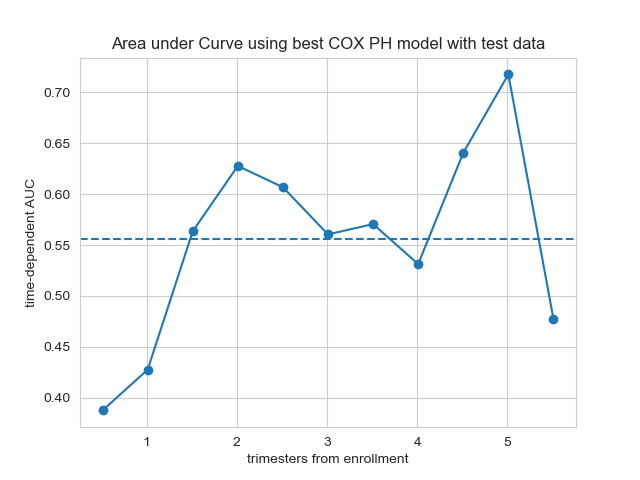 Area under Curve using best COX PH model with test data
time-dependent AUC
0.70
0.65
0.60
0.55
0.50
0.45
0.40
1 2 3 4 5
trimesters from enrollment